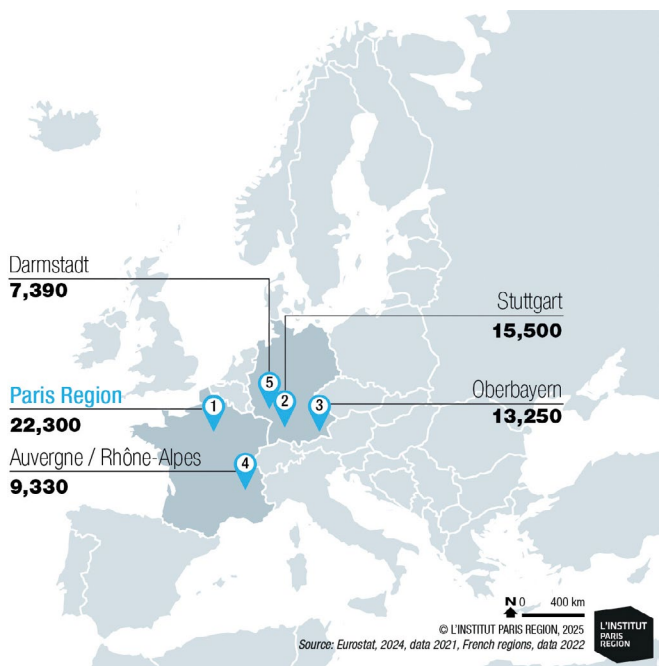 Darmstadt
7,390
Stuttgart
15,500
5
2
Paris Region
22,300
1
3
Oberbayern
13,250
Auvergne / Rhône-Alpes
9,330
4
N 0 400 km
© L'INSTITUT PARIS REGION, 2025
Source: Eurostat, 2024, data 2021, French regions, data 2022
L'INSTITUT
PARIS
REGION